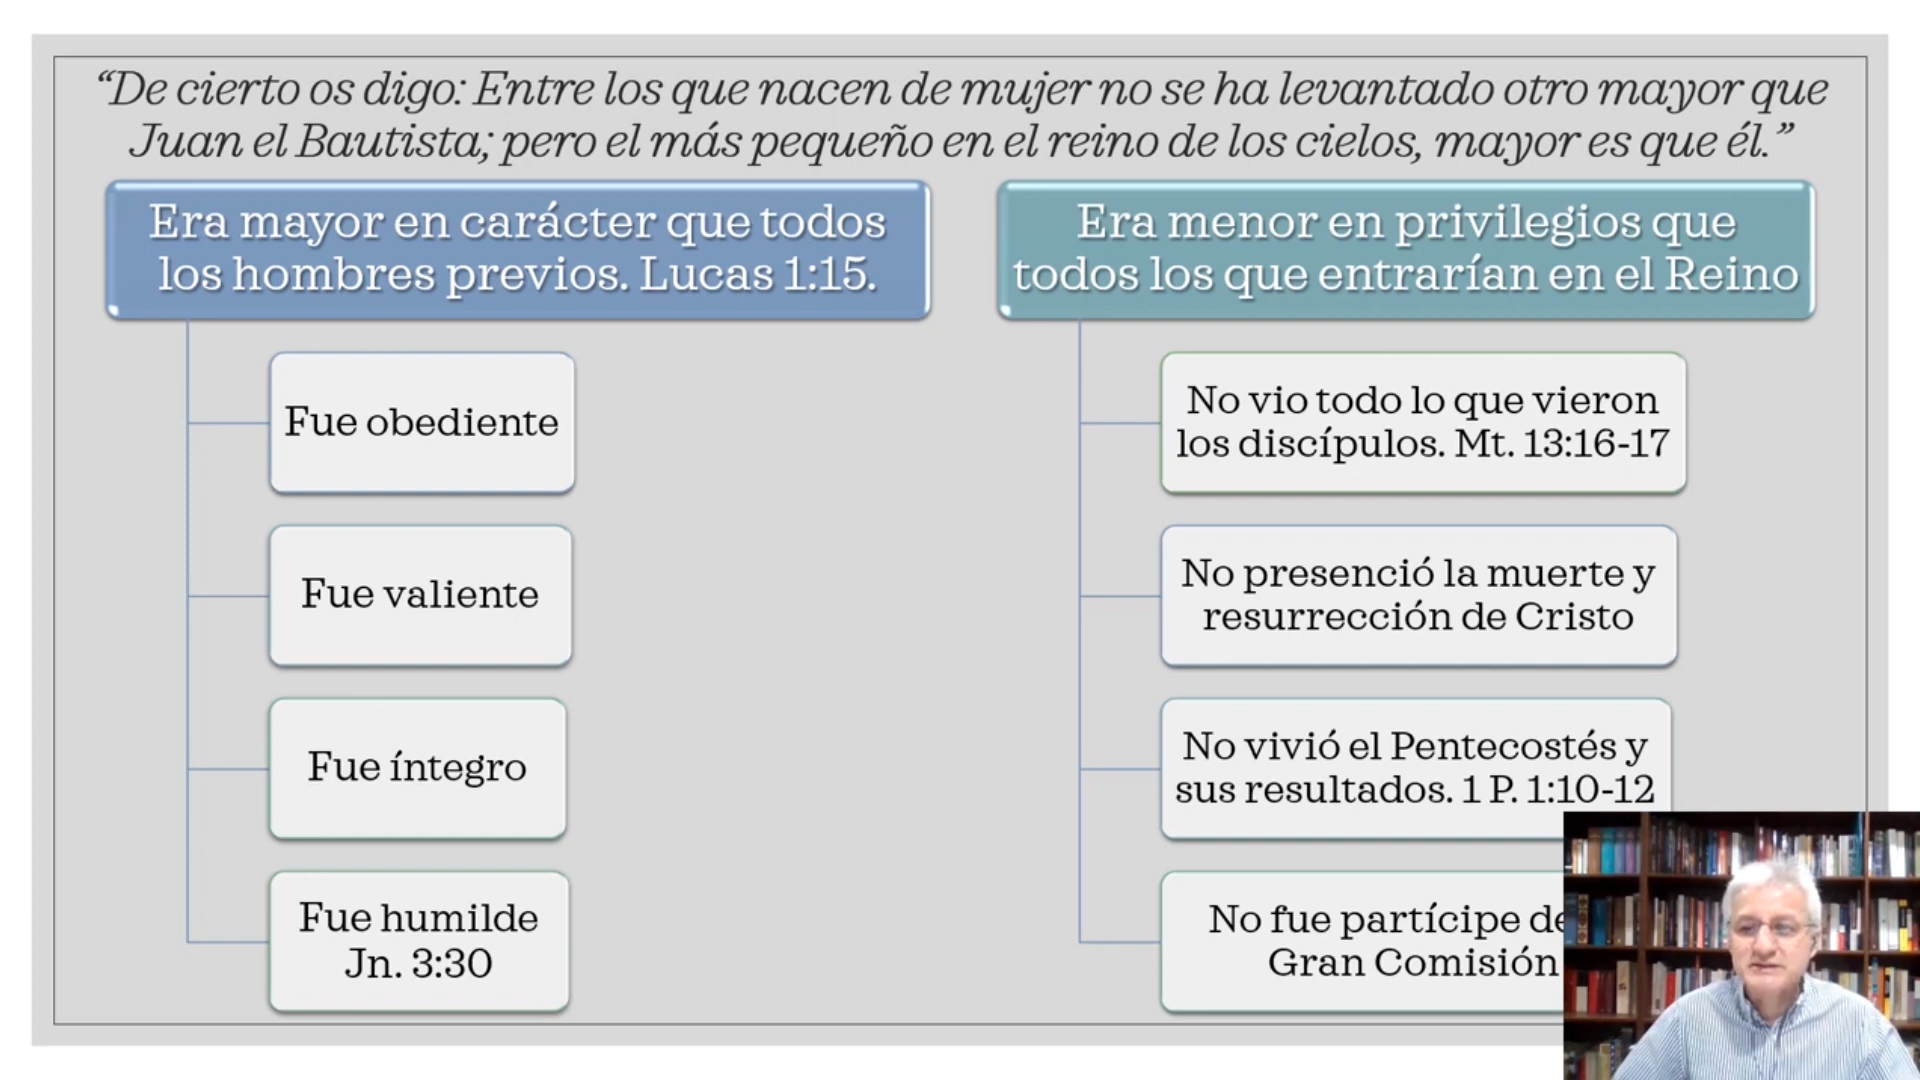 “De cierto os digo: Entre los que nacen de mujer no se ha levantado otro mayor que
Juan el Bautista; pero el más pequeño en el reino de los cielos, mayor es que él.”
Era mayor en carácter que todos
los hombres previos. Lucas 1:15.
Fue obediente
Fue valiente
Fue íntegro
Fue humilde
Jn. 3:30
Era menor en privilegios que
todos los que entrarían en el Reino
No vio todo lo que vieron
los discípulos. Mt. 13:16-17
No presenció la muerte y
resurrección de Cristo
No vivió el Pentecostés y
sus resultados. 1 P. 1:10-12
No fue partícipe de
Gran Comisión